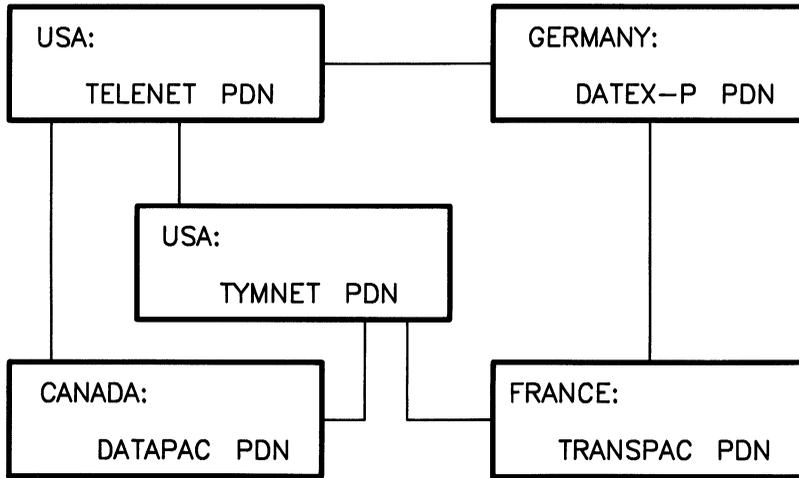 USA:
TELENET PDN
GERMANY:
DATEX-P PDN
USA:
TYMNET PDN
CANADA:
DATAPAC PDN
FRANCE:
TRANSPAC PDN